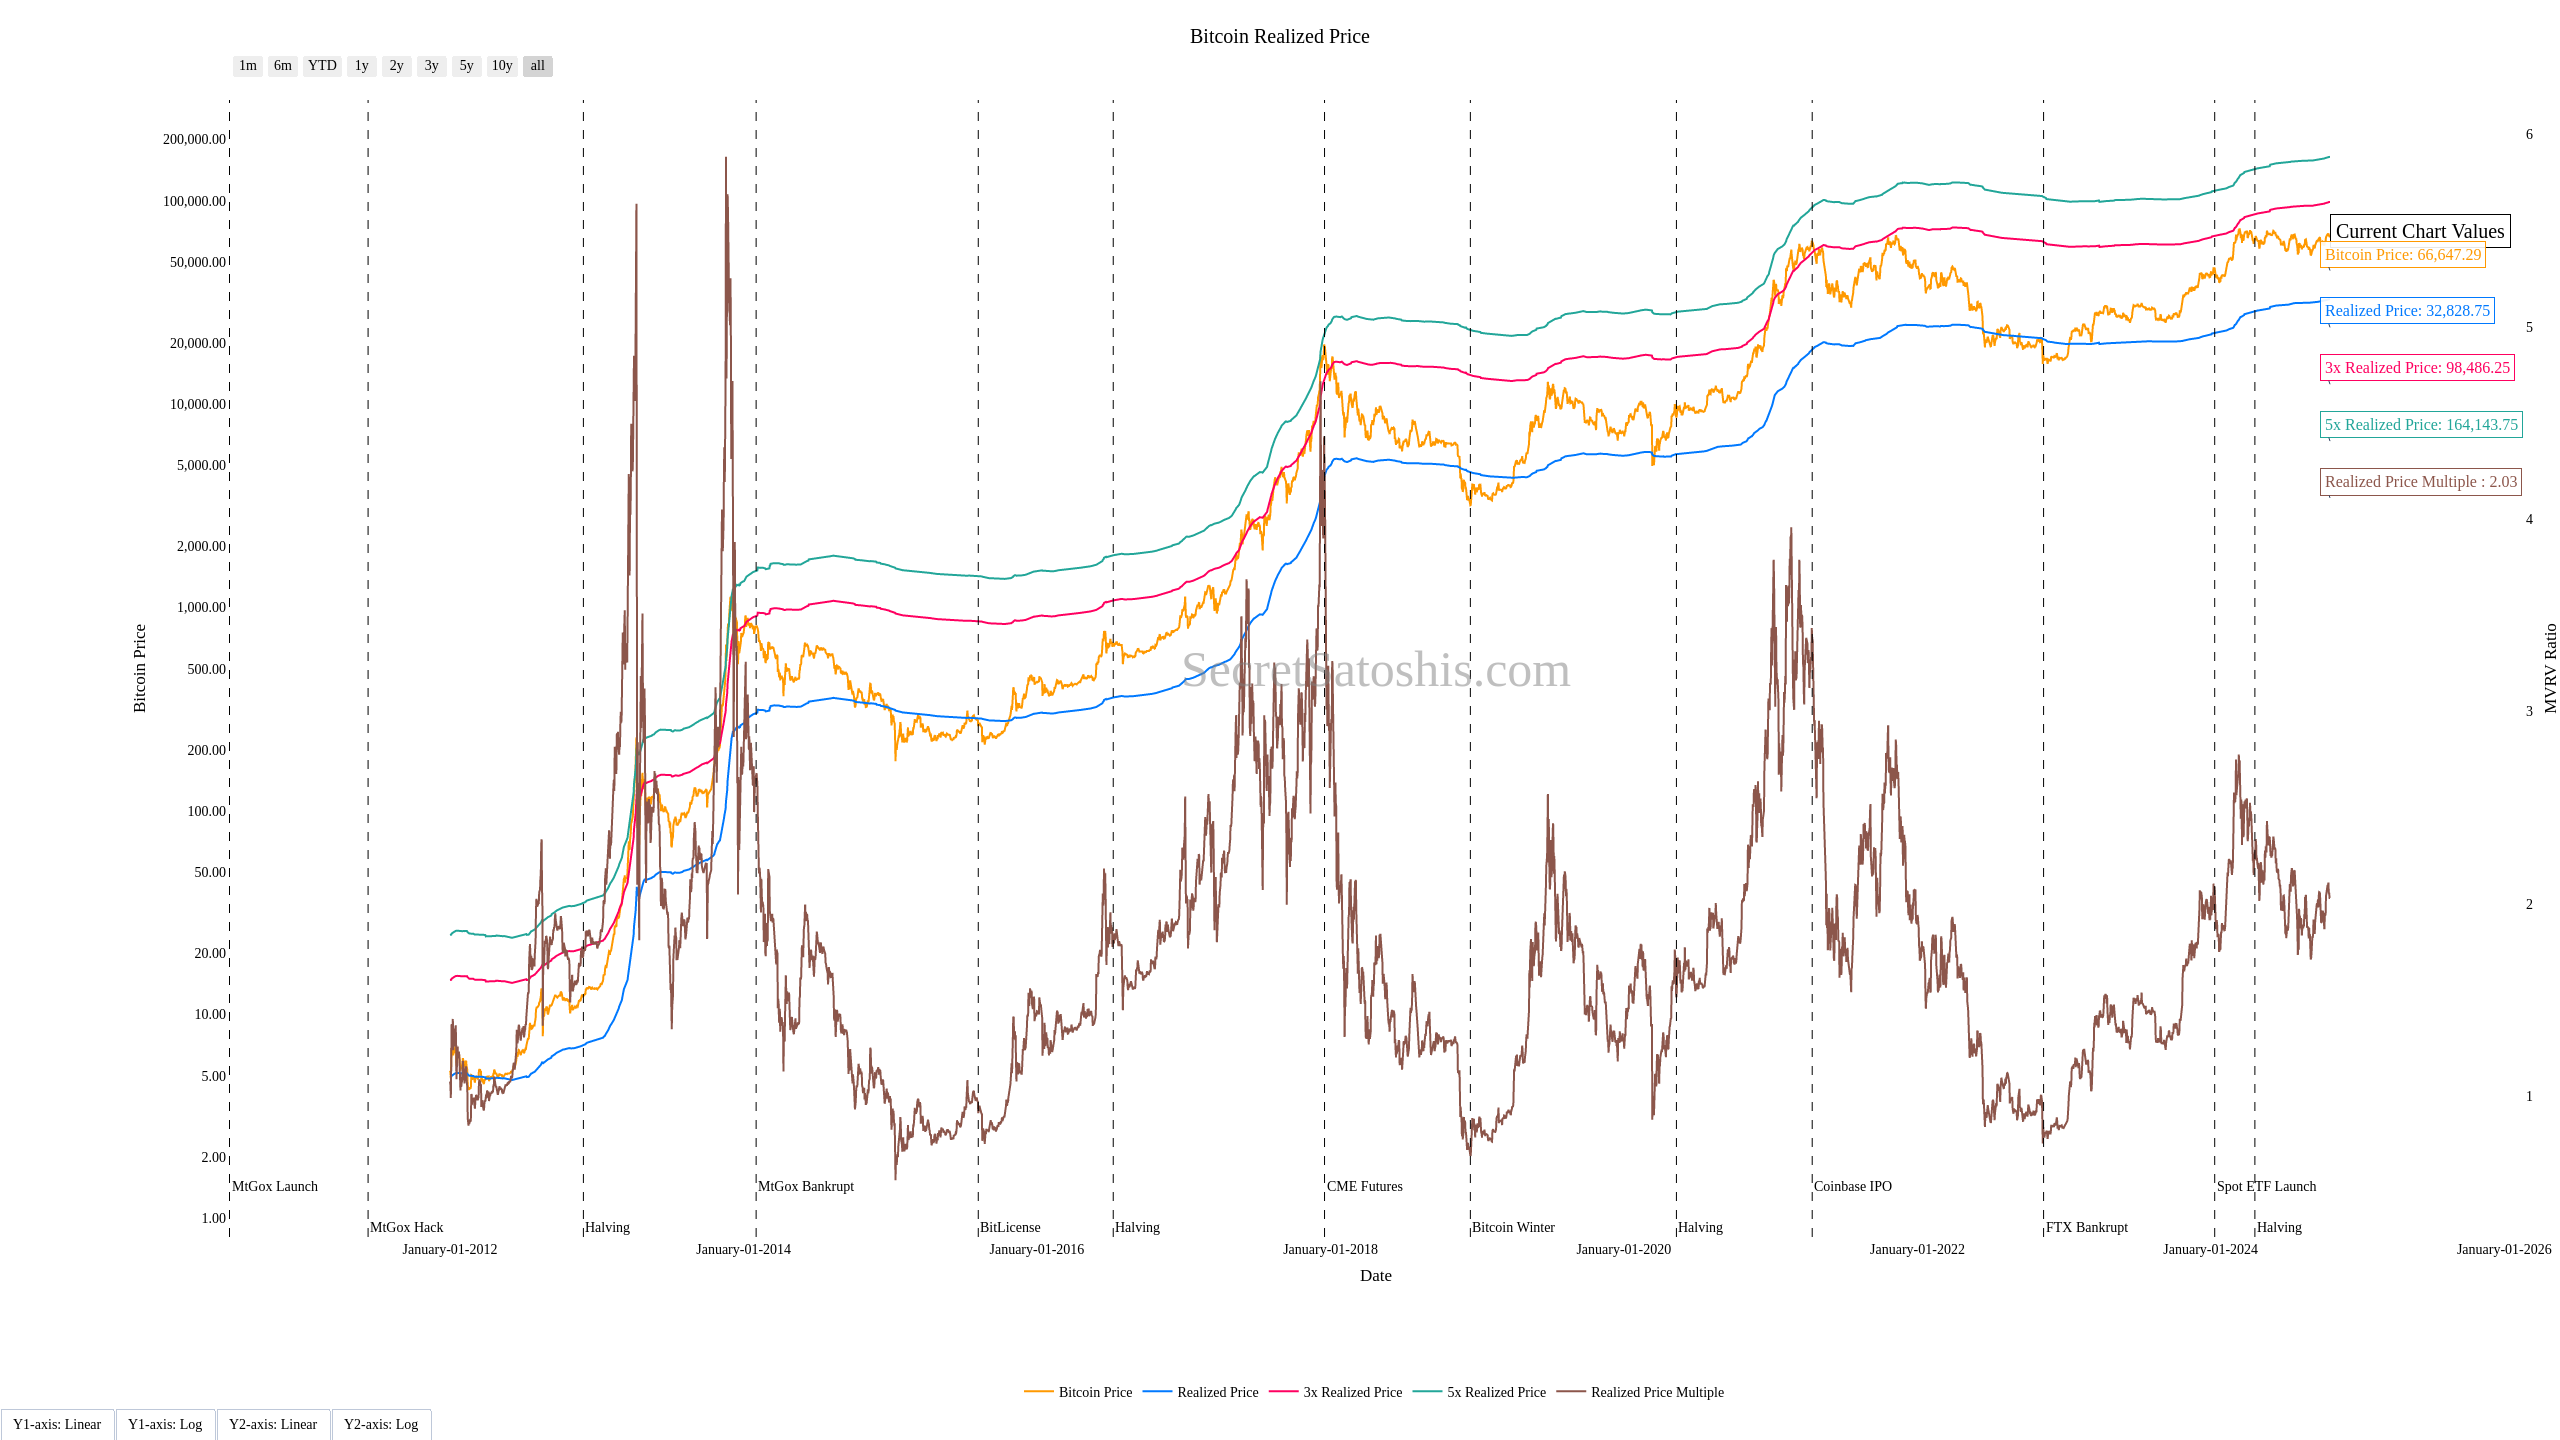 Bitcoin Realized Price
1m 6m YTD 1y 2y 3y 5y 10y all
200,000.00
100,000.00
50,000.00
20,000.00
10,000.00
5,000.00
2,000.00
1,000.00
500.00
200.00
100.00
50.00
20.00
10.00
5.00
2.00
1.00
Bitcoin Price
6
5
4
3
2
1
MVRV Ratio
Current Chart Values
Bitcoin Price: 66,647.29
Realized Price: 32,828.75
3x Realized Price: 98,486.25
5x Realized Price: 164,143.75
Realized Price Multiple : 2.03
SecretSatoshis.com
MtGox Launch
MtGox Bankrupt
CME Futures
Coinbase IPO
Spot ETF Launch
MtGox Hack
Halving
BitLicense
Halving
Bitcoin Winter
Halving
FTX Bankrupt
Halving
January-01-2012
January-01-2014
January-01-2016
January-01-2018
January-01-2020
January-01-2022
January-01-2024
January-01-2026
Date
Bitcoin Price
Realized Price
3x Realized Price
5x Realized Price
Realized Price Multiple
Y1-axis: Linear
Y1-axis: Log
Y2-axis: Linear
Y2-axis: Log